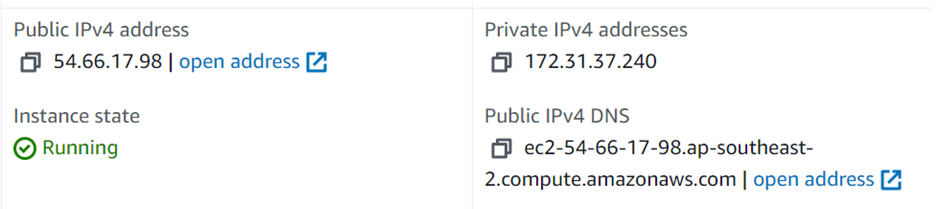 Public IPv4 address
54.66.17.98 | open address
Instance state
Running
Private IPv4 addresses
172.31.37.240
Public IPv4 DNS
ec2-54-66-17-98.ap-southeast-
2.compute.amazonaws.com | open address